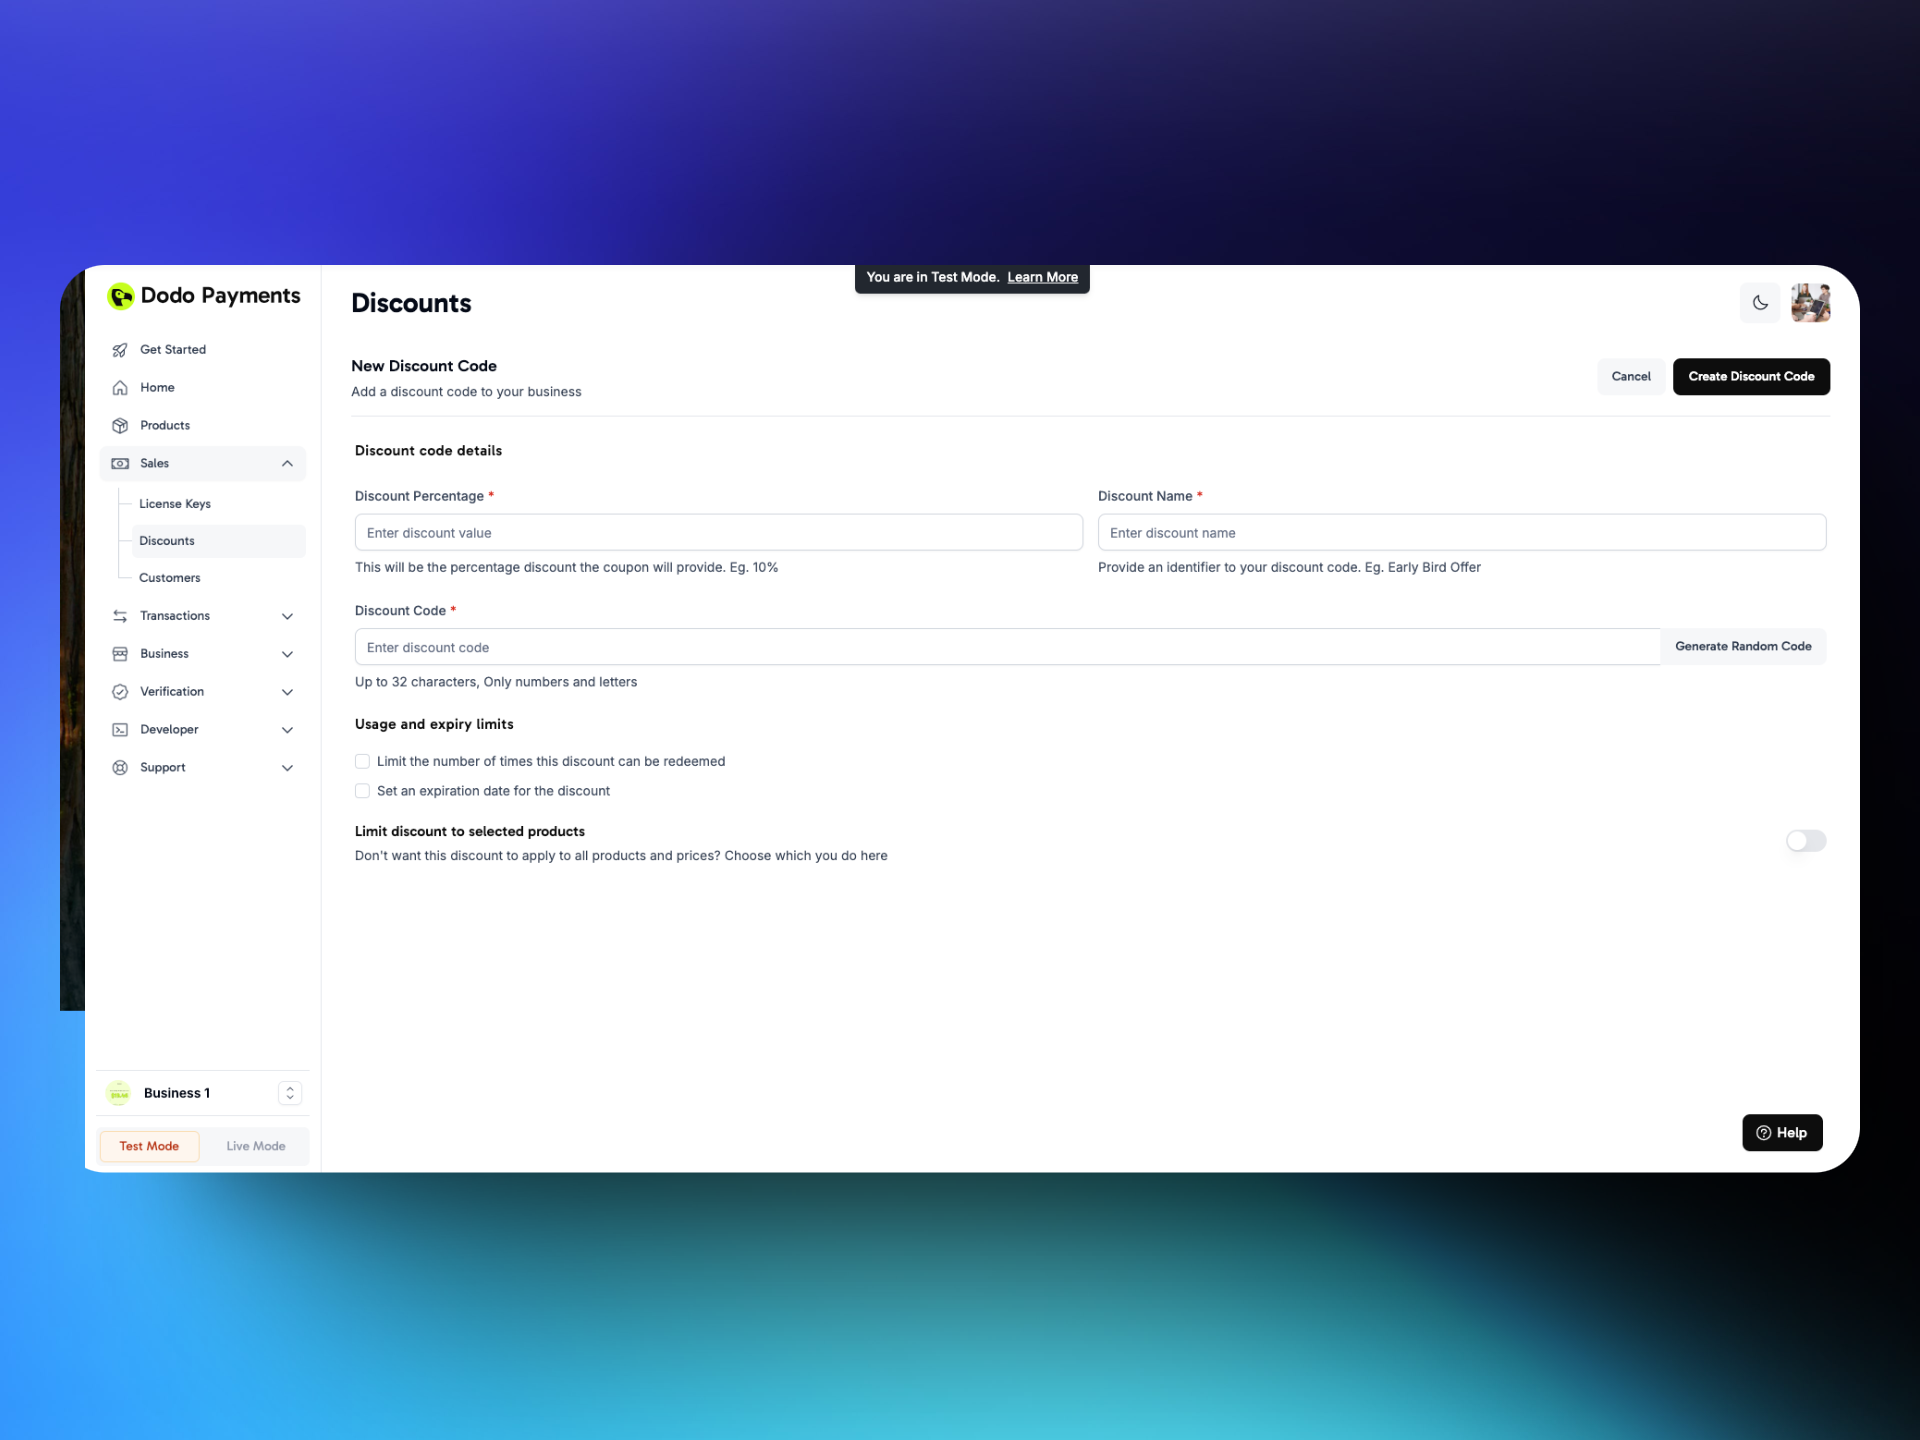 You are in Test Mode. Learn More
Dodo Payments
Get Started
Home
Products
Sales
License Keys
Discounts
Customers
Transactions
Business
Verification
Developer
Support
Business 1
Test Mode
Live Mode
Discounts
New Discount Code
Add a discount code to your business
Cancel
Create Discount Code
Discount code details
Discount Percentage *
Enter discount value
This will be the percentage discount the coupon will provide. Eg. 10%
Discount Name *
Enter discount name
Provide an identifier to your discount code. Eg. Early Bird Offer
Discount Code *
Enter discount code
Generate Random Code
Up to 32 characters, Only numbers and letters
Usage and expiry limits
Limit the number of times this discount can be redeemed
Set an expiration date for the discount
Limit discount to selected products
Don't want this discount to apply to all products and prices? Choose which you do here
Help